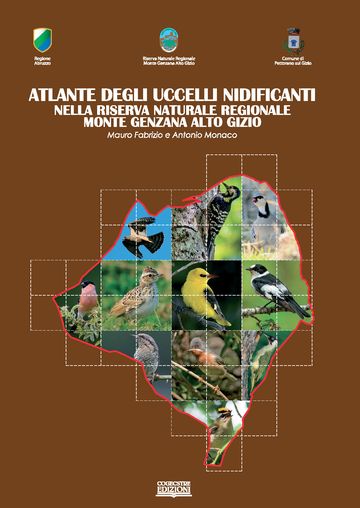 Regione
Abruzzo
Riserva Naturale Regionale
Monte Genzana Alto Gizio
Comune di
Pettorano sul Gizio
ATLANTE DEGLI UCCELLI NIDIFICANTI
NELLA RISERVA NATURALE REGIONALE
MONTE GENZANA ALTO GIZIO
Mauro Fabrizio e Antonio Monaco
COGECSTRE
EDIZIONI